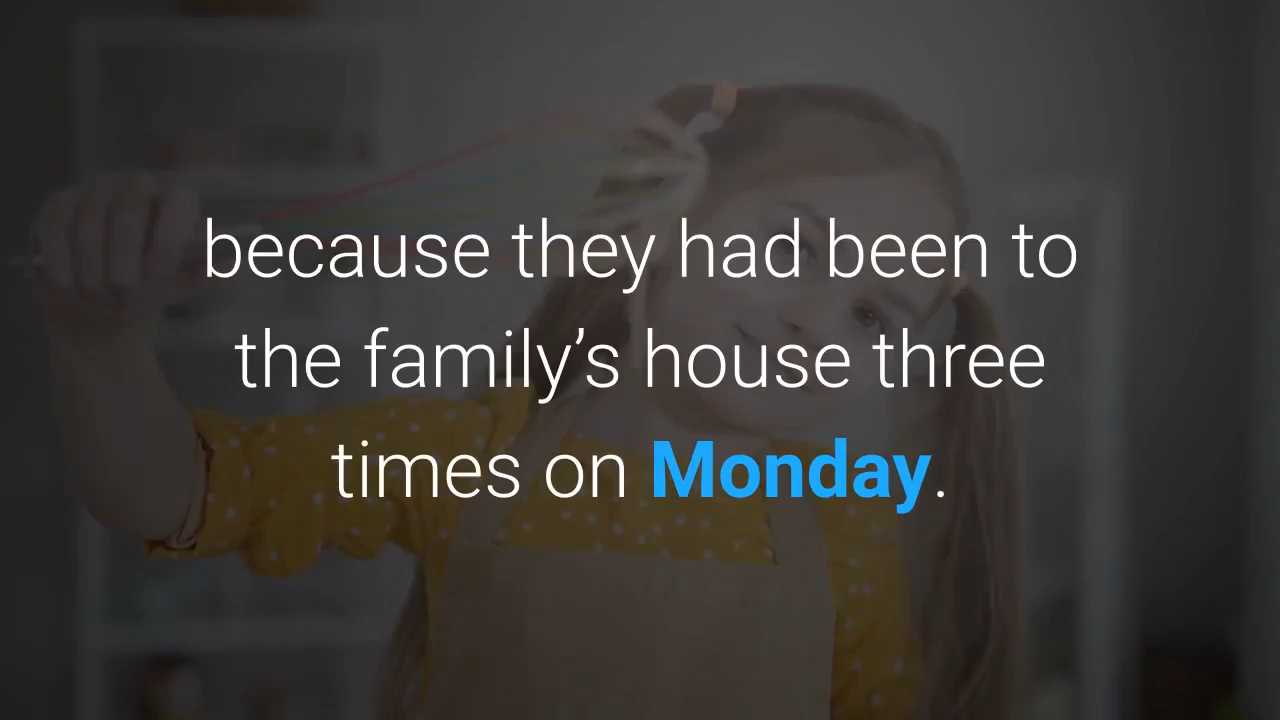 because they had been to
the family’s house three
times on Monday.